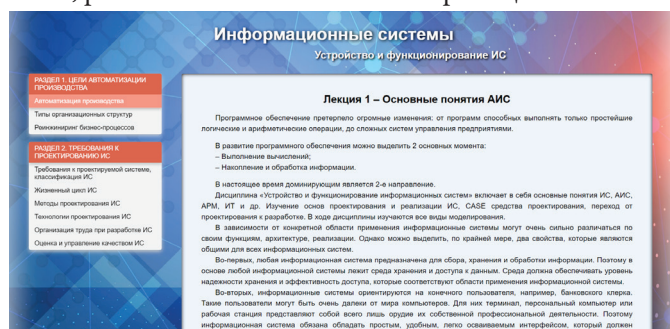 Информационные системы
Устройство и функционирование ИС
РАЗДЕЛ 1. ЦЕЛИ АВТОМАТИЗАЦИИ
ПРОИЗВОДСТВА
Автоматизация производства
Типы организационных структур
Реинжиниринг бизнес-процессов
РАЗДЕЛ 2. ТРЕБОВАНИЯ К
ПРОЕКТИРОВАНИЮ ИС
Требования к проектируемой системе,
классификация ИС
Жизненный цикл ИС
Методы проектирования ИС
Технологии проектирования ИС
Организация труда при разработке ИС
Оценка и управление качеством ИС
Лекция 1 – Основные понятия АИС
Программное обеспечение претерпело огромные изменения: от программ способных выполнять только простейшие
логические и арифметические операции, до сложных систем управления предприятиями.
В развитие программного обеспечения можно выделить 2 основных момента:
– Выполнение вычислений;
– Накопление и обработка информации.
В настоящее время доминирующим является 2-е направление.
Дисциплина «Устройство и функционирование информационных систем» включает в себя основные понятия ИС, АИС,
АРМ, ИТ и др. Изучение основ проектирования и реализации ИС, CASE средства проектирования, переход от
проектирования к разработке. В ходе дисциплины изучаются все виды моделирования.
В зависимости от конкретной области применения информационные системы могут очень сильно различаться по
своим функциям, архитектуре, реализации. Однако можно выделить, по крайней мере, два свойства, которые являются
общими для всех информационных систем.
Во-первых, любая информационная система предназначена для сбора, хранения и обработки информации. Поэтому в
основе любой информационной системы лежит среда хранения и доступа к данным. Среда должна обеспечивать уровень
надежности хранения и эффективность доступа, которые соответствуют области применения информационной системы.
Во-вторых, информационные системы ориентируются на конечного пользователя, например, банковского клерка.
Такие пользователи могут быть очень далеки от мира компьютеров. Для них терминал, персональный компьютер или
рабочая станция представляют собой всего лишь орудие их собственной профессиональной деятельности. Поэтому
информационная система обязана обладать простым, удобным, легко осваиваемым интерфейсом, который должен